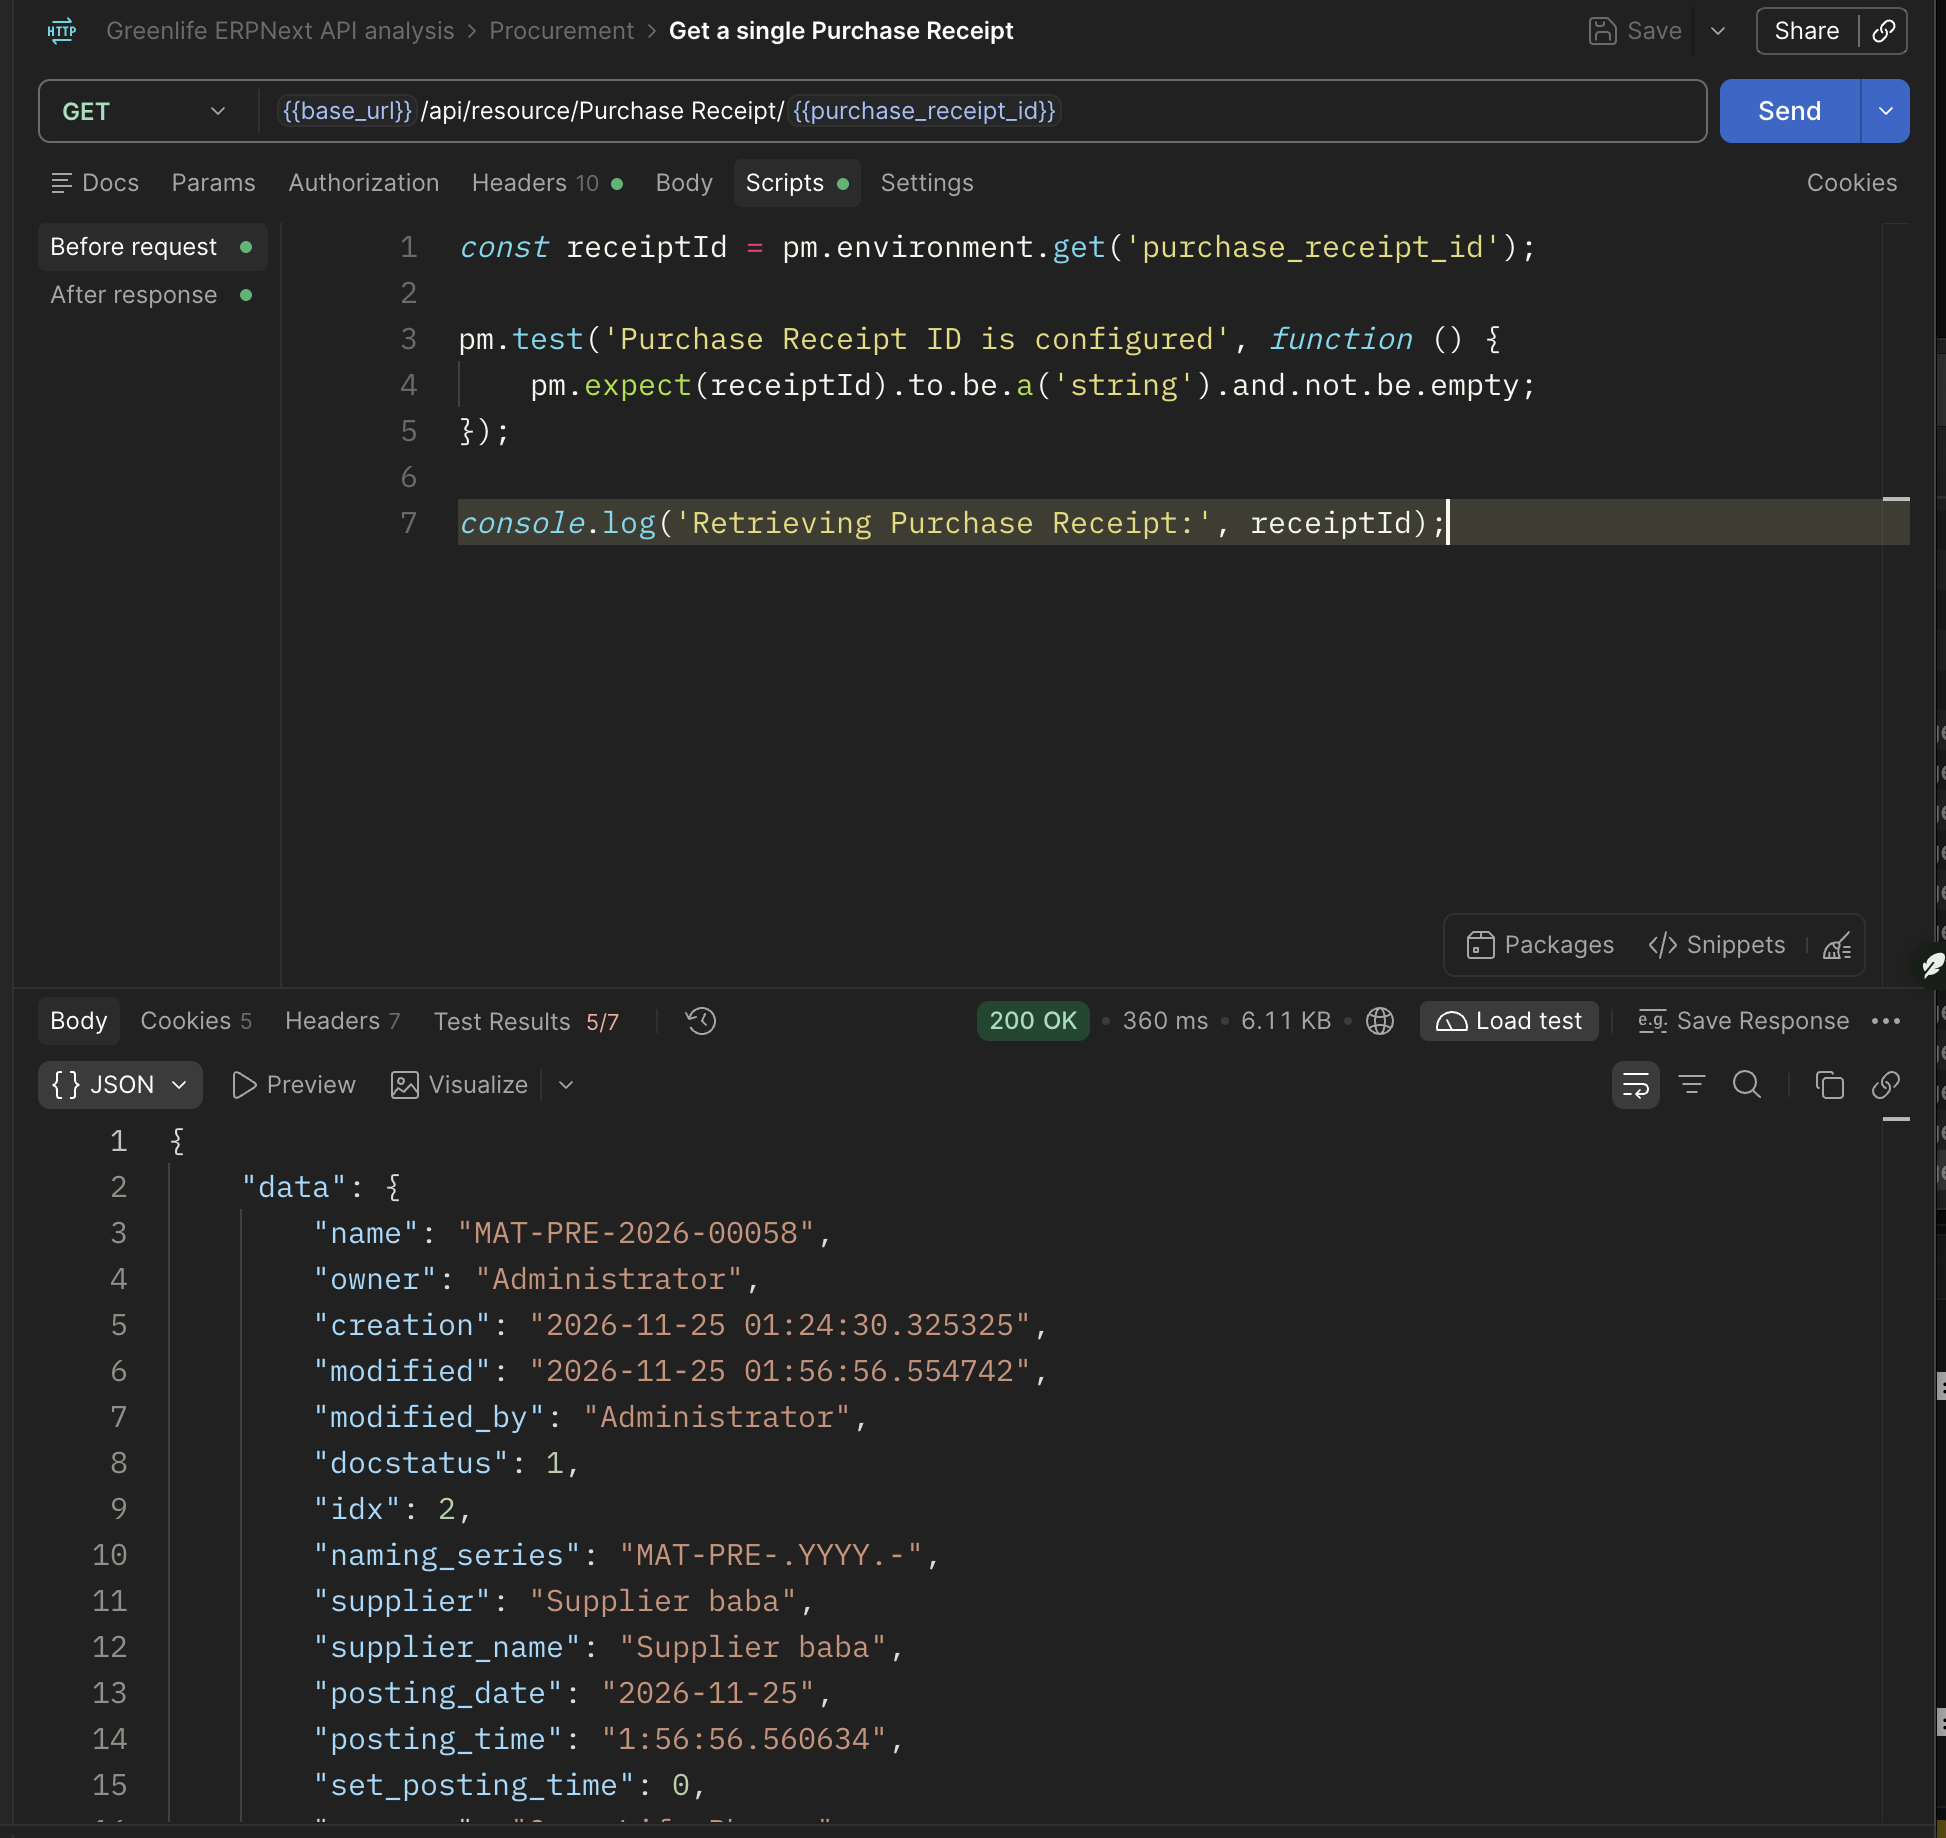 HTTP Greenlife ERPNext API analysis > Procurement > Get a single Purchase Receipt Save Share
GET {{base_url}}/api/resource/Purchase Receipt/{{purchase_receipt_id}} Send
Docs Params Authorization Headers 10 Body Scripts Settings Cookies
Before request
After response
1 const receiptId = pm.environment.get('purchase_receipt_id');
2
3 pm.test('Purchase Receipt ID is configured', function () {
4 pm.expect(receiptId).to.be.a('string').and.not.be.empty;
5 });
6
7 console.log('Retrieving Purchase Receipt:', receiptId);
Packages </> Snippets
Body Cookies 5 Headers 7 Test Results 5/7 200 OK • 360 ms • 6.11 KB • Load test e.g. Save Response
{} JSON Preview Visualize
1 {
2 "data": {
3 "name": "MAT-PRE-2026-00058",
4 "owner": "Administrator",
5 "creation": "2026-11-25 01:24:30.325325",
6 "modified": "2026-11-25 01:56:56.554742",
7 "modified_by": "Administrator",
8 "docstatus": 1,
9 "idx": 2,
10 "naming_series": "MAT-PRE-.YYYY.-",
11 "supplier": "Supplier baba",
12 "supplier_name": "Supplier baba",
13 "posting_date": "2026-11-25",
14 "posting_time": "1:56:56.560634",
15 "set_posting_time": 0,